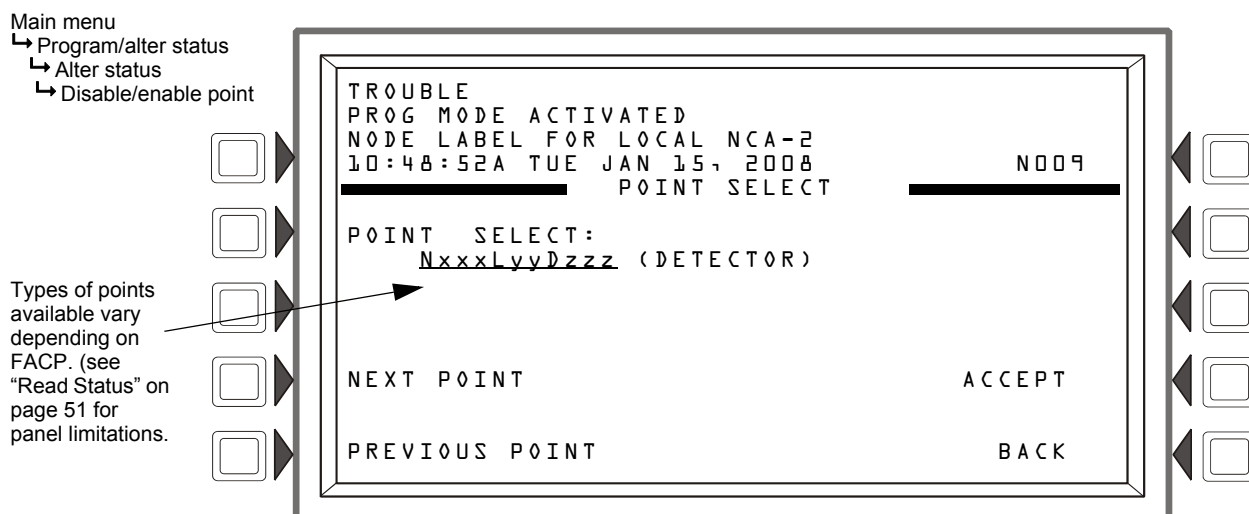 Main menu
Program/alter status
Alter status
Disable/enable point
TROUBLE
PROG MODE ACTIVATED
NODE LABEL FOR LOCAL NCA-2
10:48:52A TUE JAN 15, 2008 N009
POINT SELECT
POINT SELECT:
NxxxLyyDzzz (DETECTOR)
Types of points
available vary
depending on
FACP. (see
“Read Status” on
page 51 for
panel limitations.
NEXT POINT ACCEPT
PREVIOUS POINT BACK